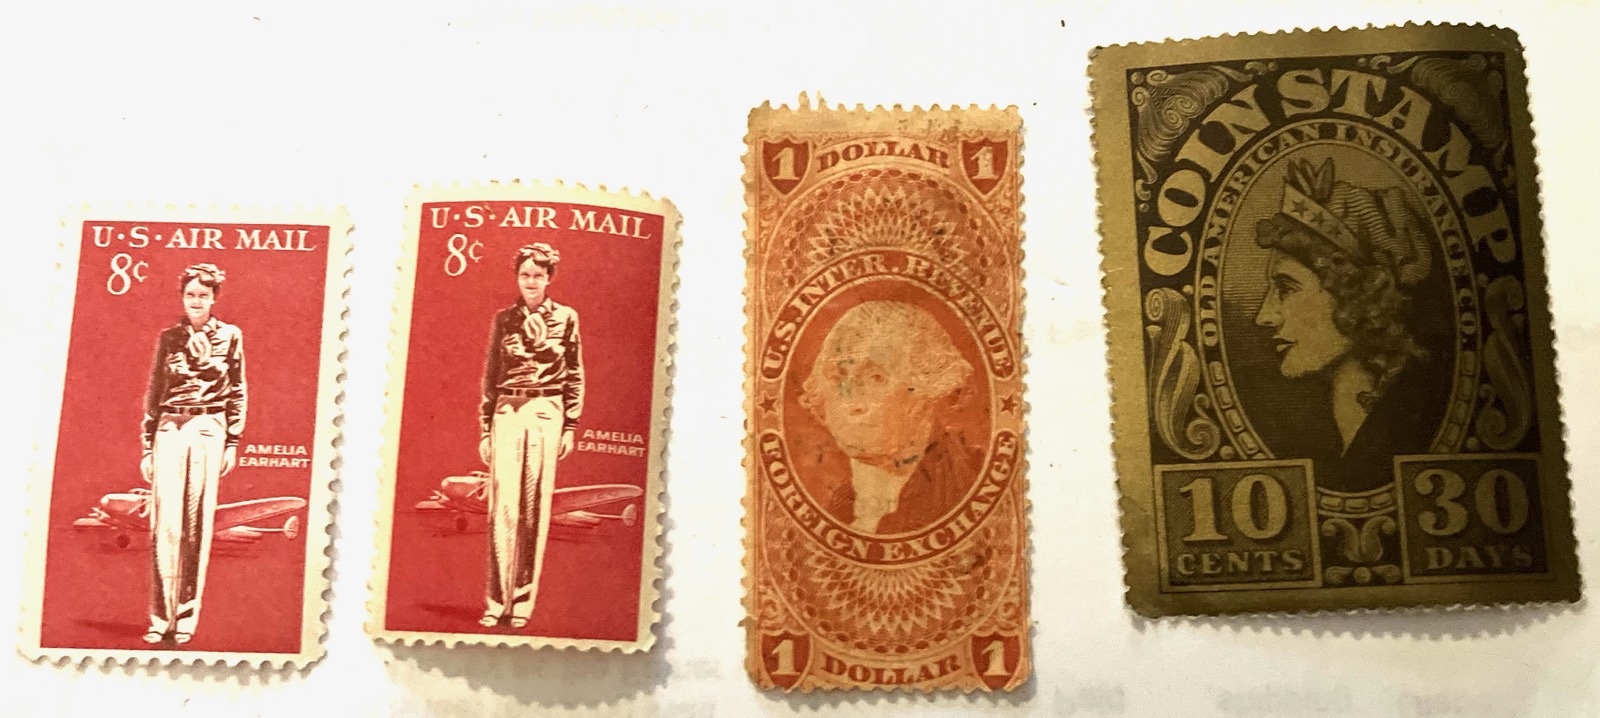 U·S·AIR MAIL
8¢
AMELIA
EARHART
U·S·AIR MAIL
8¢
AMELIA
EARHART
1 DOLLAR 1
U.S. INTER. REVENUE
FOREIGN EXCHANGE
1 DOLLAR 1
COIN STAMP
OLD AMERICAN INSURANCE CO.
10
CENTS
30
DAYS